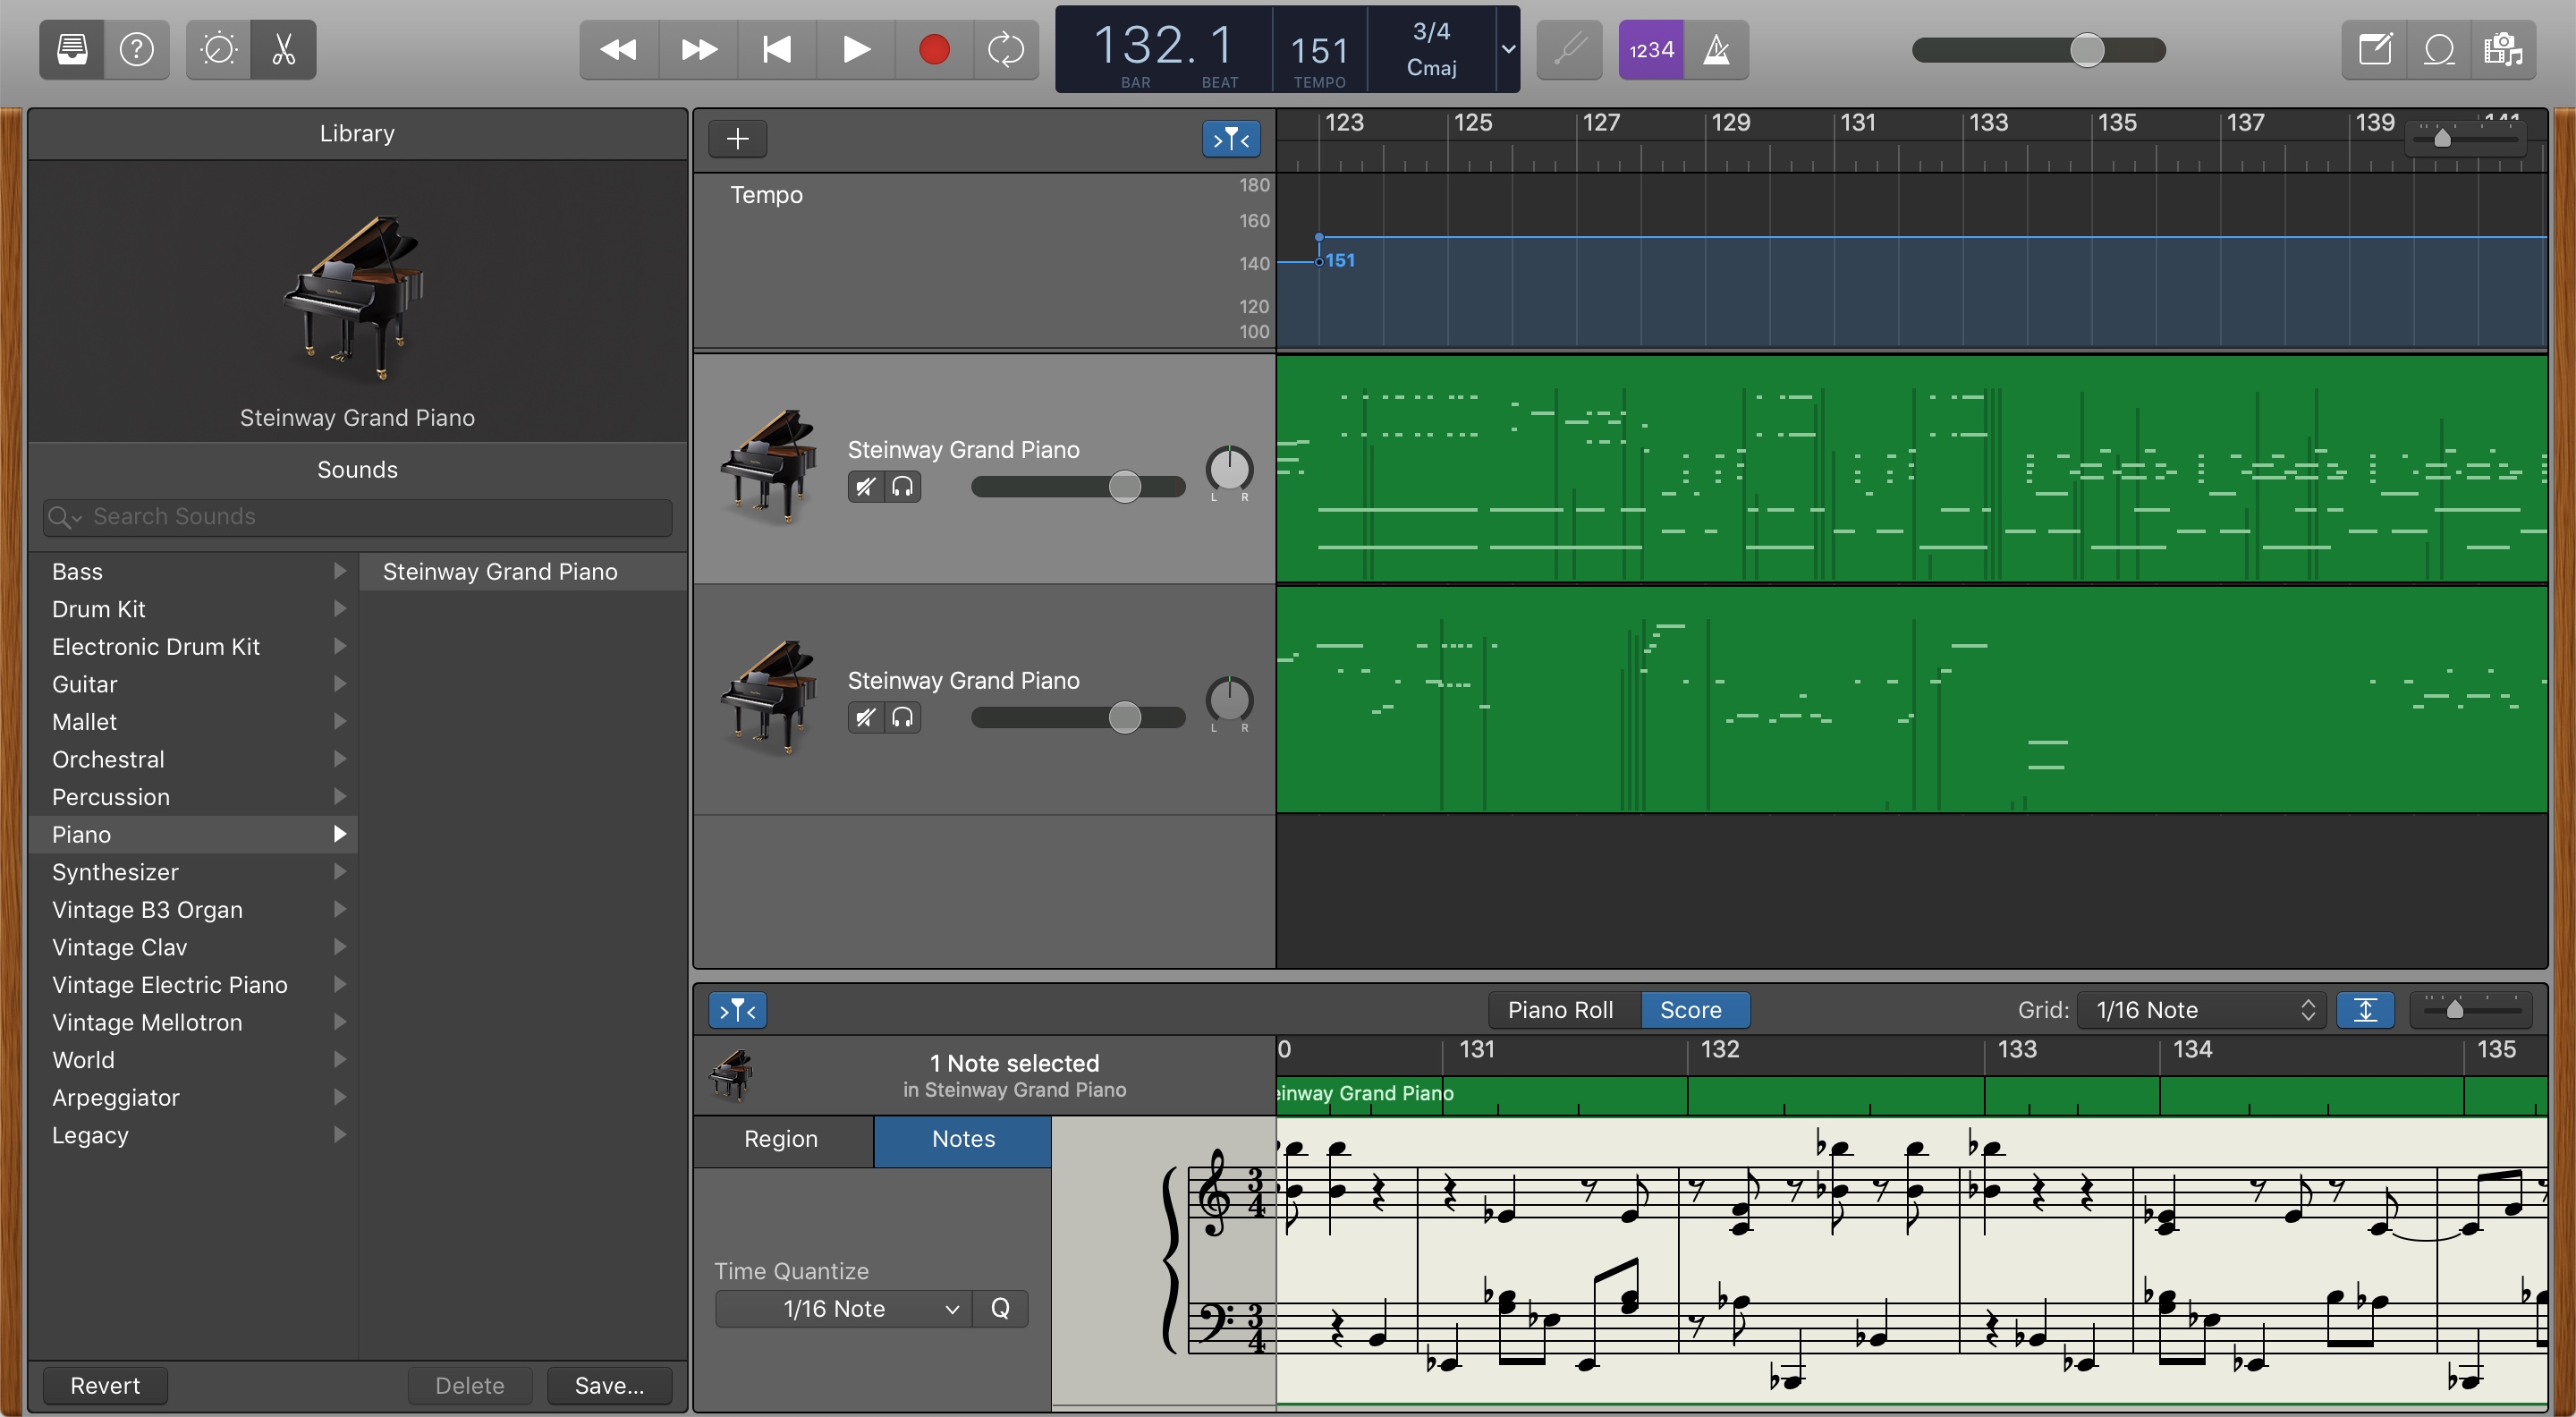 132. 1
BAR BEAT
151
TEMPO
3/4
Cmaj
1234
Library
Steinway Grand Piano
Sounds
Search Sounds
Bass
Drum Kit
Electronic Drum Kit
Guitar
Mallet
Orchestral
Percussion
Piano
Synthesizer
Vintage B3 Organ
Vintage Clav
Vintage Electric Piano
Vintage Mellotron
World
Arpeggiator
Legacy
Steinway Grand Piano
Revert
Delete
Save...
123 125 127 129 131 133 135 137 139 141
Tempo
180
160
140
120
100
151
Steinway Grand Piano
L R
Steinway Grand Piano
L R
Piano Roll
Score
Grid: 1/16 Note
1 Note selected
in Steinway Grand Piano
0 131 132 133 134 135
einway Grand Piano
Region
Notes
Time Quantize
1/16 Note
Q
3
4
3
4